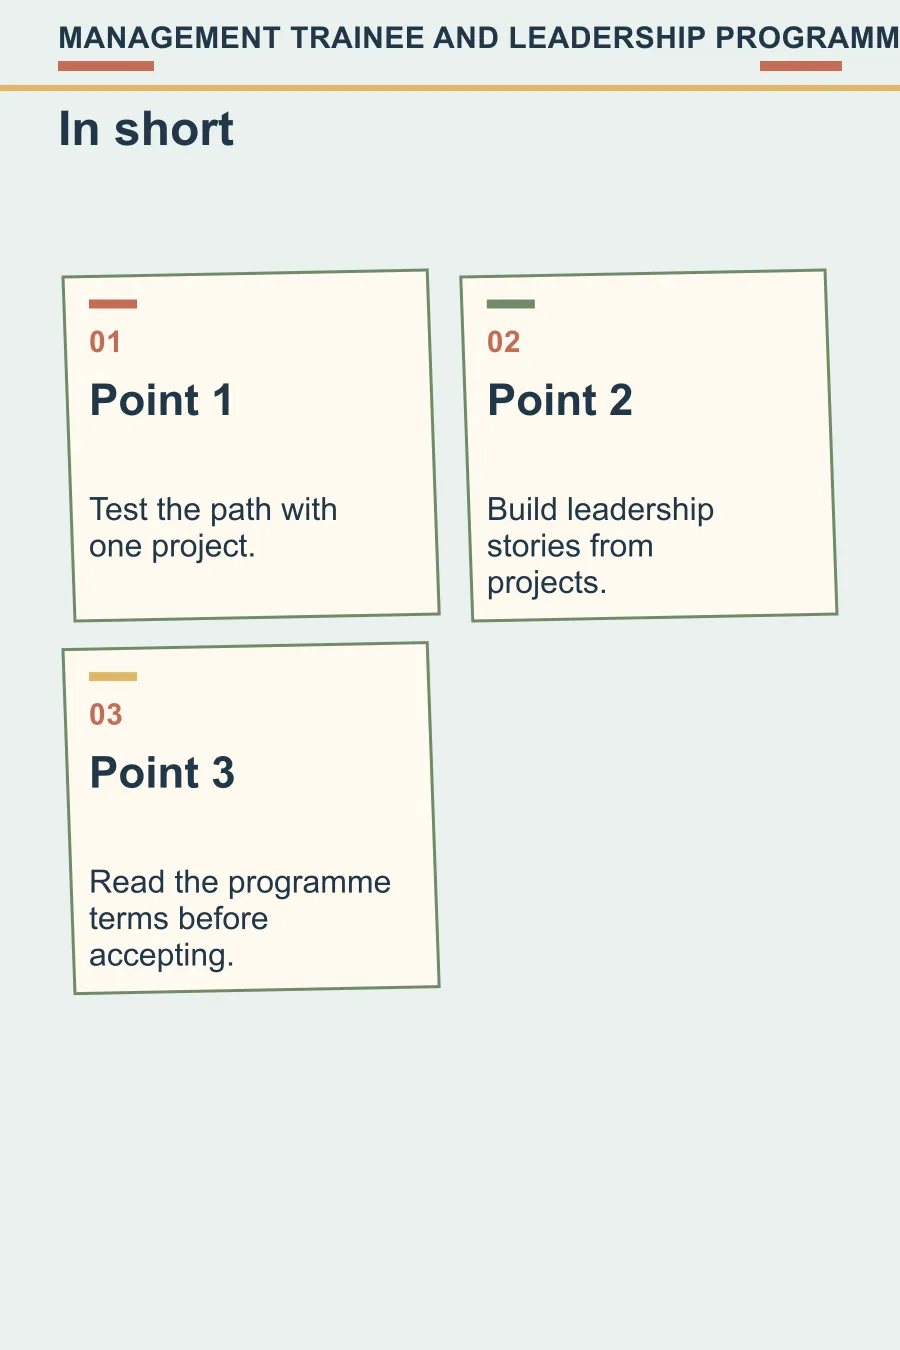 MANAGEMENT TRAINEE AND LEADERSHIP PROGRAMM
In short
01
Point 1
Test the path with
one project.
02
Point 2
Build leadership
stories from
projects.
03
Point 3
Read the programme
terms before
accepting.